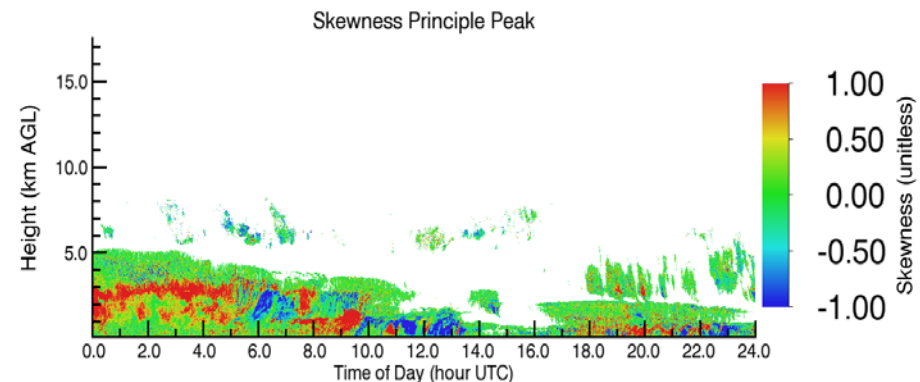 Skewness Principle Peak
Height (km AGL)
15.0
10.0
5.0
0.0 2.0 4.0 6.0 8.0 10.0 12.0 14.0 16.0 18.0 20.0 22.0 24.0
Time of Day (hour UTC)
1.00
0.50
0.00
-0.50
-1.00
Skewness (unitless)